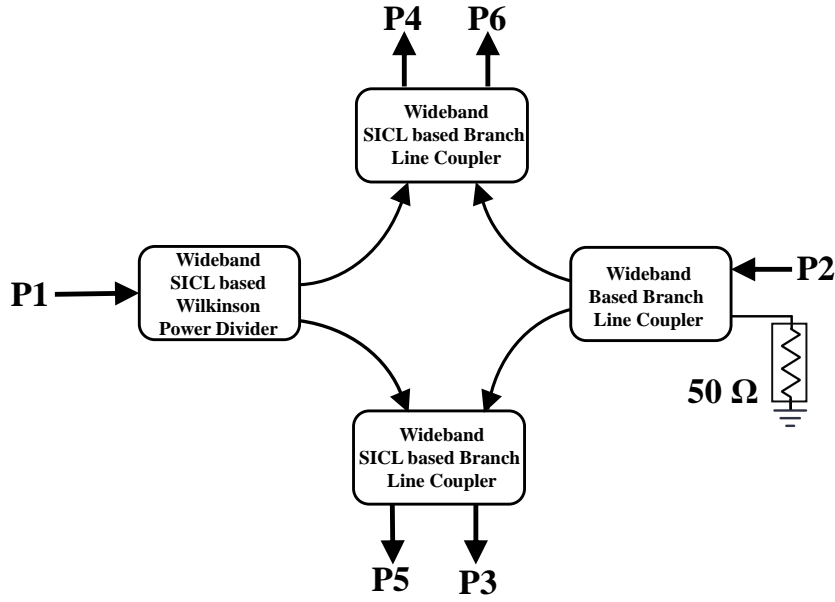 P4 P6
Wideband
SICL based Branch
Line Coupler
P1
Wideband
SICL based
Wilkinson
Power Divider
Wideband
Based Branch
Line Coupler
P2
50 Ω
Wideband
SICL based Branch
Line Coupler
P5 P3